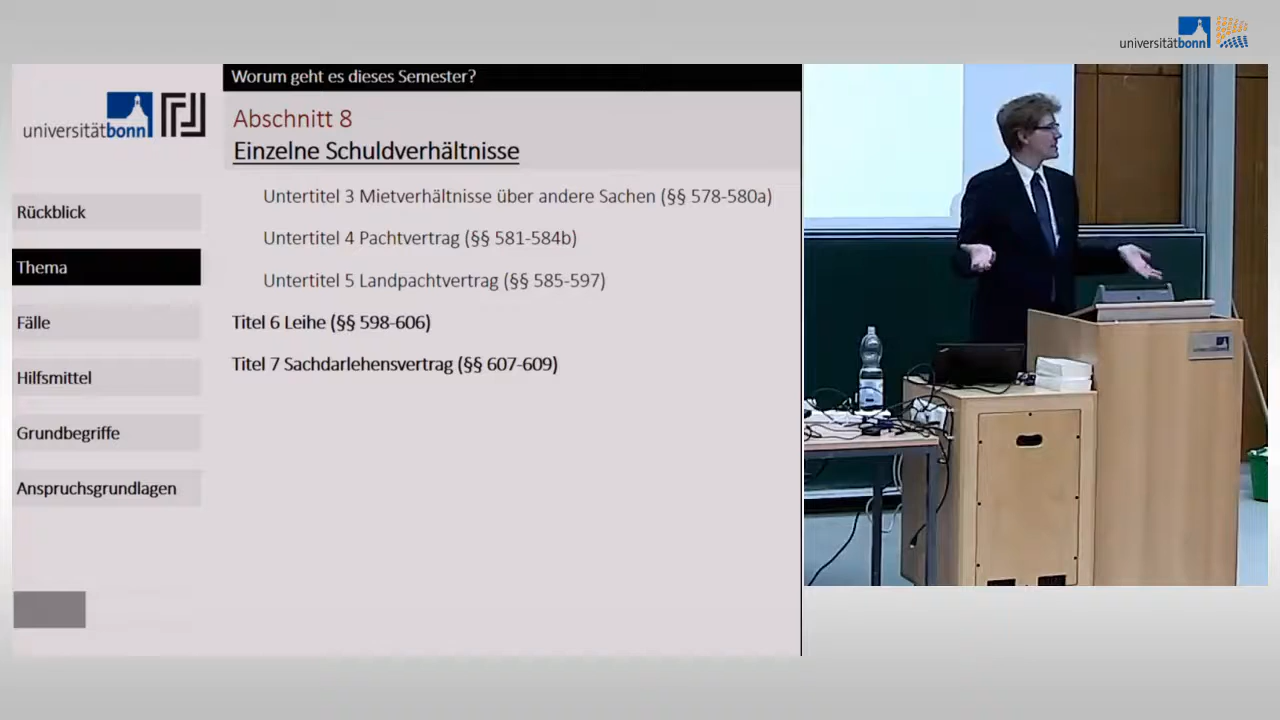 universitätbonn
Worum geht es dieses Semester?
universitätbonn
Abschnitt 8
Einzelne Schuldverhältnisse
Rückblick
Thema
Fälle
Hilfsmittel
Grundbegriffe
Anspruchsgrundlagen
Untertitel 3 Mietverhältnisse über andere Sachen (§§ 578-580a)
Untertitel 4 Pachtvertrag (§§ 581-584b)
Untertitel 5 Landpachtvertrag (§§ 585-597)
Titel 6 Leihe (§§ 598-606)
Titel 7 Sachdarlehensvertrag (§§ 607-609)